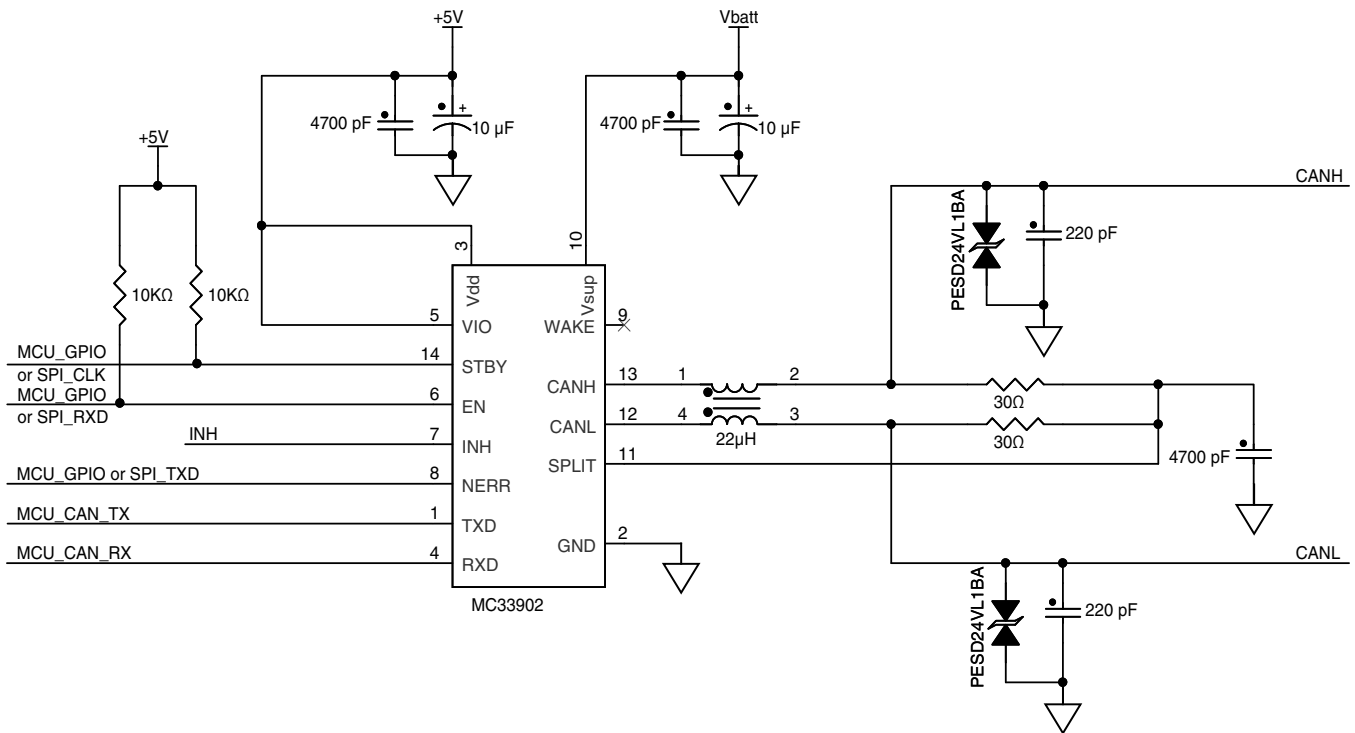 +5V
Vbatt
4700 pF
+
10 µF
4700 pF
+
10 µF
+5V
CANH
PESD24VL1BA
220 pF
3
10
10KΩ
10KΩ
Vdd
Vsup
5
VIO
WAKE
9
MCU_GPIO
or SPI_CLK
14
STBY
MCU_GPIO
or SPI_RXD
6
EN
CANH
13
1
2
30Ω
CANL
12
4
3
22µH
30Ω
INH
7
INH
SPLIT
11
4700 pF
MCU_GPIO or SPI_TXD
8
NERR
MCU_CAN_TX
1
TXD
GND
2
MCU_CAN_RX
4
RXD
CANL
MC33902
PESD24VL1BA
220 pF